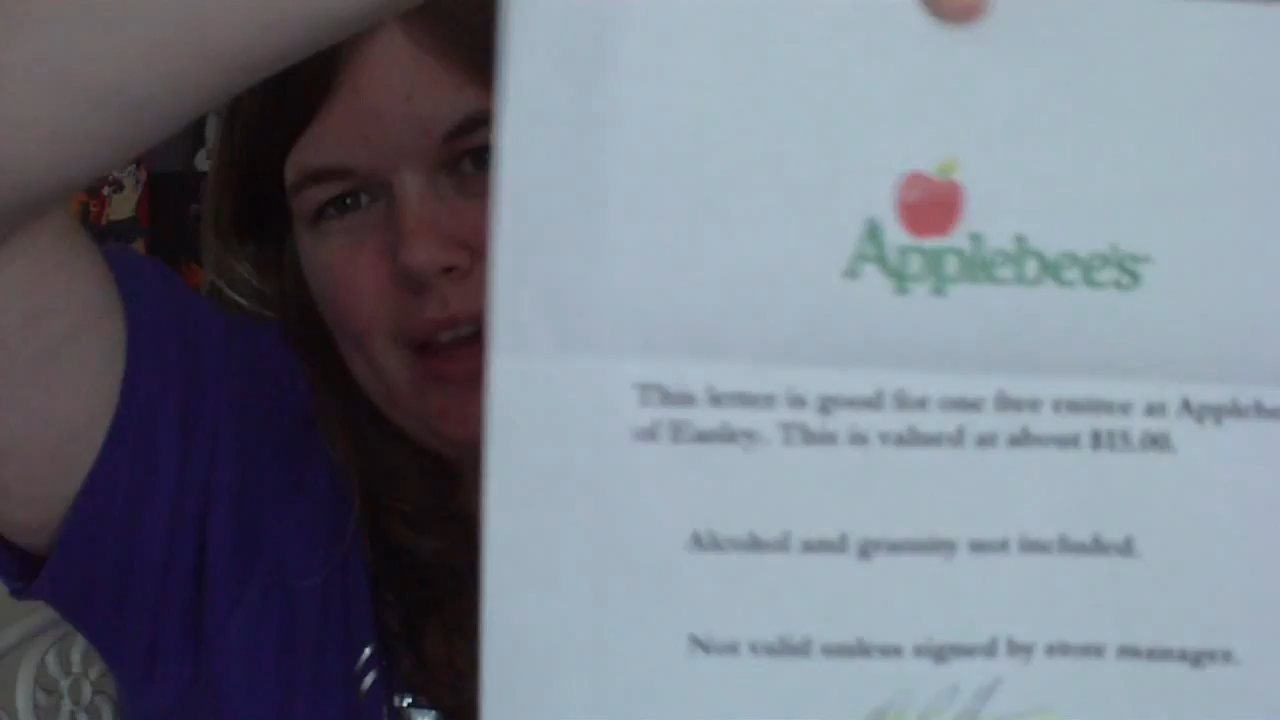 Applebee's
This letter is good for one free entree at Applebe
of Easley. This is valued at about $15.00.
Alcohol and gratuity not included.
Not valid unless signed by store manager.